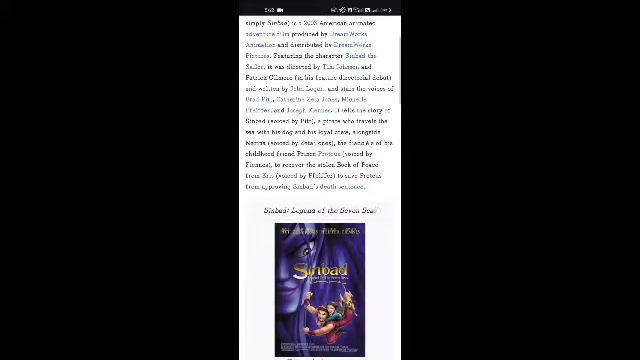 simply Sinbad) is a 2003 American animated
adventure film produced by DreamWorks
Animation and distributed by DreamWorks
Pictures. Featuring the character Sinbad the
Sailor, it was directed by Tim Johnson and
Patrick Gilmore (in his feature directorial debut)
and written by John Logan, and stars the voices of
Brad Pitt, Catherine Zeta-Jones, Michelle
Pfeiffer, and Joseph Fiennes. It tells the story of
Sinbad (voiced by Pitt), a pirate who travels the
sea with his dog and his loyal crew, alongside
Marina (voiced by Zeta-Jones), the fiancée of his
childhood friend Prince Proteus (voiced by
Fiennes), to recover the stolen Book of Peace
from Eris (voiced by Pfeiffer) to save Proteus
from approving Sinbad's death sentence.
Sinbad: Legend of the Seven Seas
Sinbad